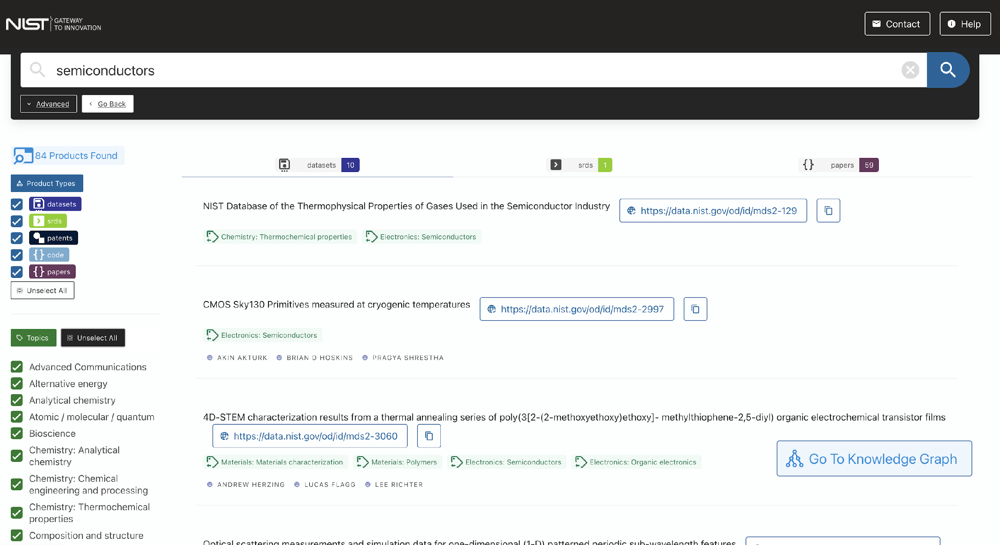 NIST GATEWAY
TO INNOVATION
Contact
Help
semiconductors
Advanced
Go Back
84 Products Found
Product Types
datasets
srds
patents
code
papers
Unselect All
Topics
Unselect All
Advanced Communications
Alternative energy
Analytical chemistry
Atomic / molecular / quantum
Bioscience
Chemistry: Analytical
chemistry
Chemistry: Chemical
engineering and processing
Chemistry: Thermochemical
properties
Composition and structure
datasets 10
srds 1
papers 59
NIST Database of the Thermophysical Properties of Gases Used in the Semiconductor Industry https://data.nist.gov/od/id/mds2-129
Chemistry: Thermochemical properties Electronics: Semiconductors
CMOS Sky130 Primitives measured at cryogenic temperatures https://data.nist.gov/od/id/mds2-2997
Electronics: Semiconductors
AKIN AKTURK BRIAN D HOSKINS PRAGYA SHRESTHA
4D-STEM characterization results from a thermal annealing series of poly(3[2-(2-methoxyethoxy)ethoxy]- methylthiophene-2,5-diyl) organic electrochemical transistor films
https://data.nist.gov/od/id/mds2-3060
Materials: Materials characterization Materials: Polymers Electronics: Semiconductors Electronics: Organic electronics
Go To Knowledge Graph
ANDREW HERZING LUCAS FLAGG LEE RICHTER
Optical scattering measurements and simulation data for one-dimensional (1-D) patterned periodic sub-wavelength features